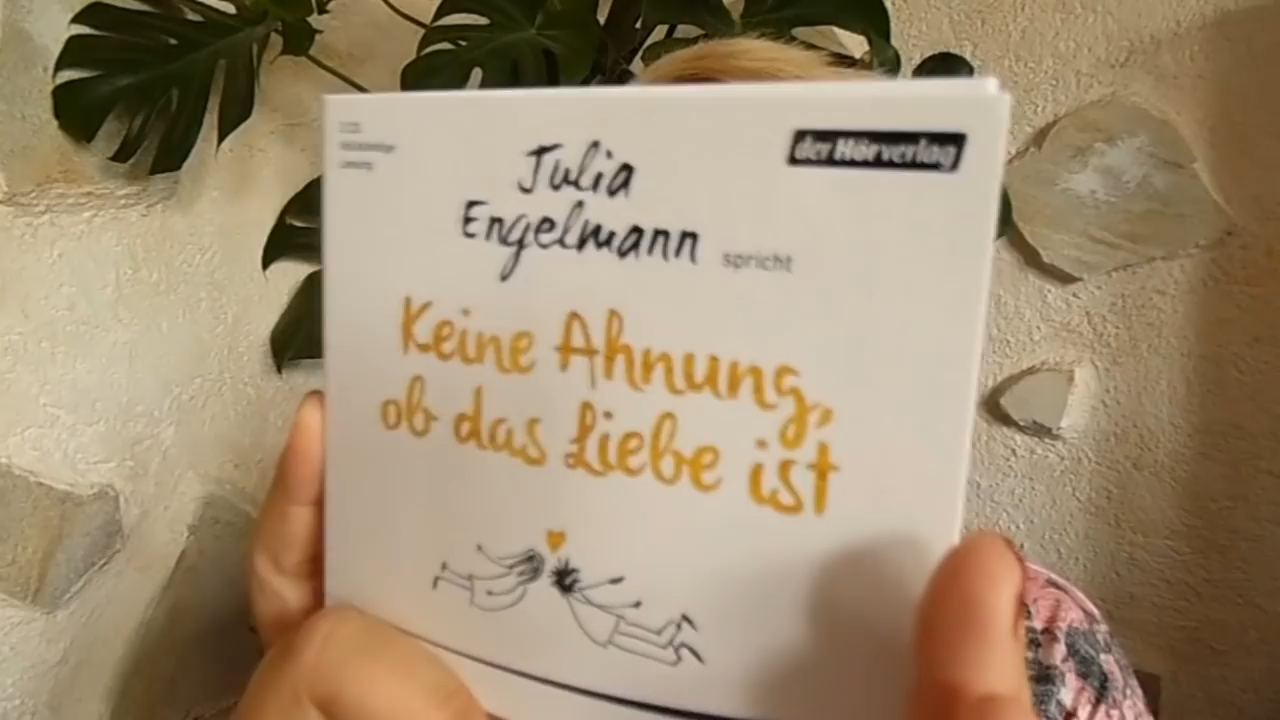 Julia
Engelmann spricht
der Hörverlag
Keine Ahnung,
ob das Liebe ist